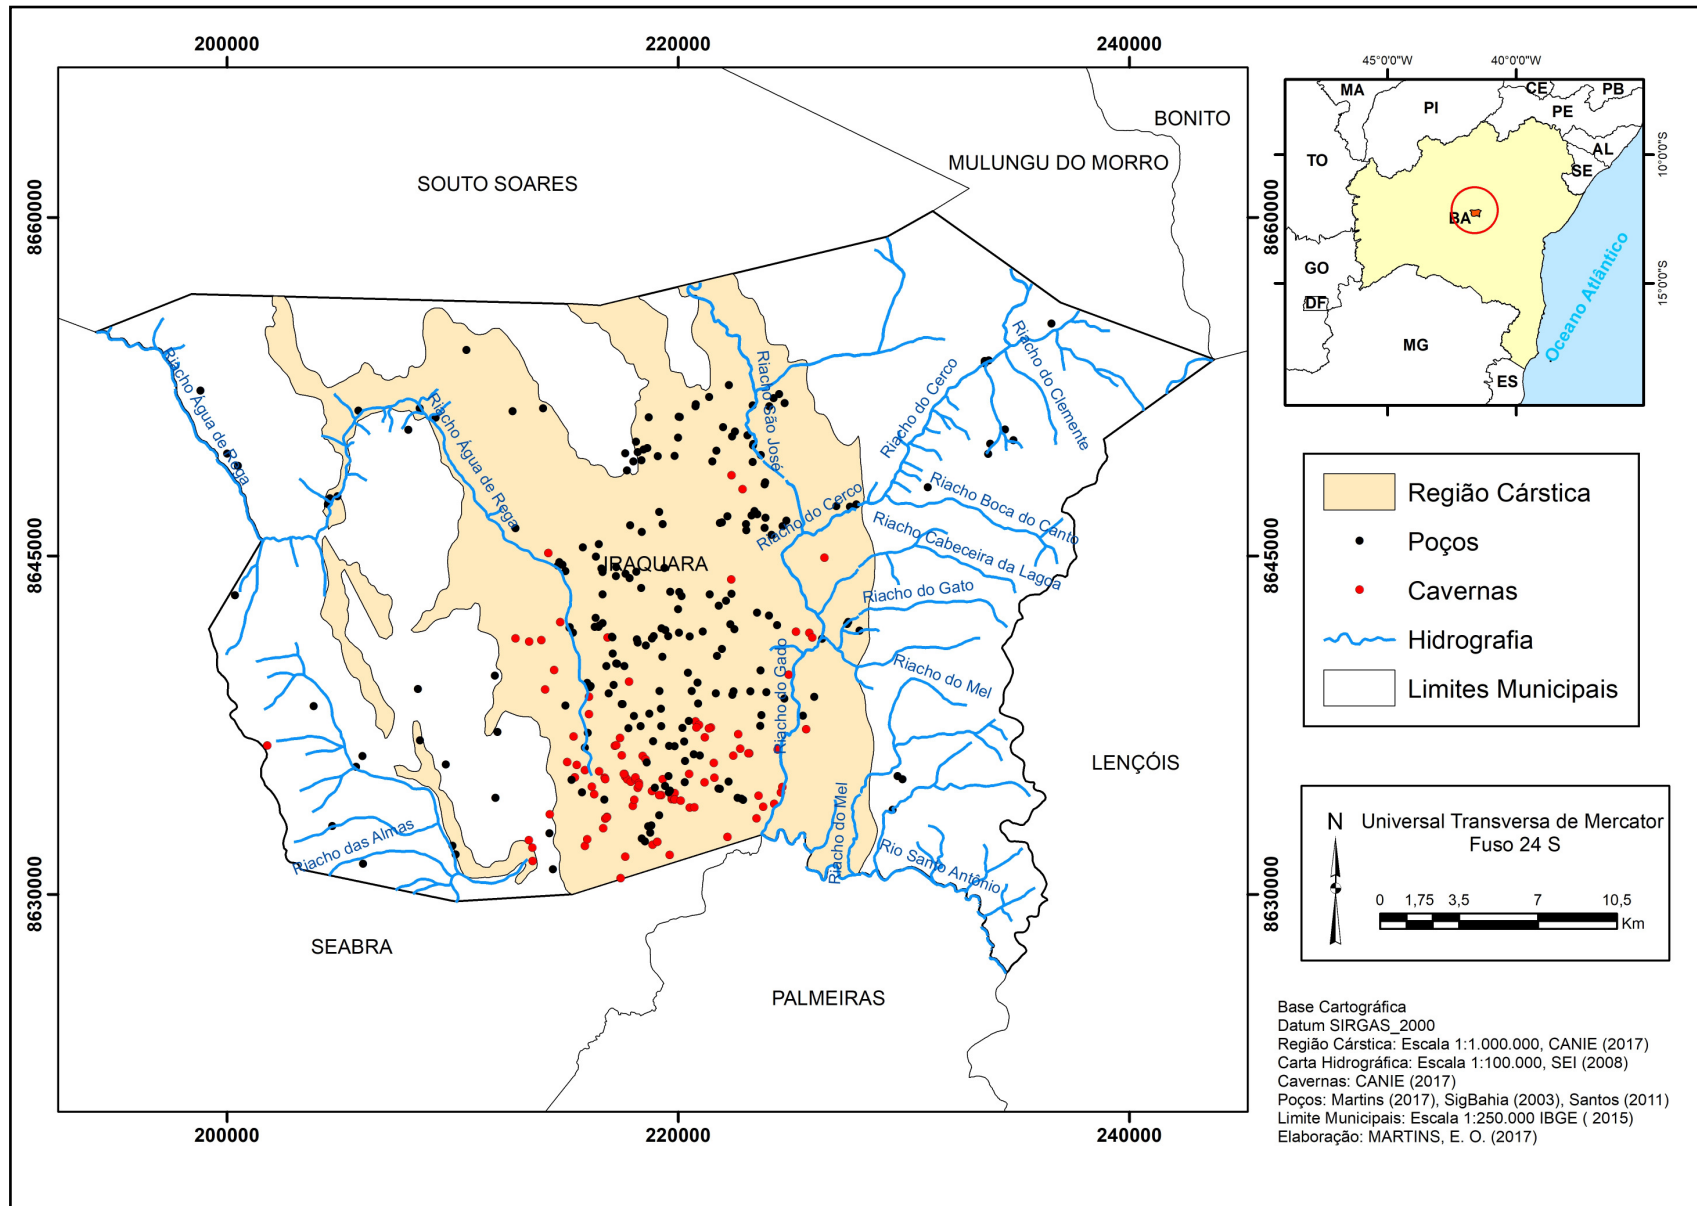 200000
220000
240000
8660000
8645000
8630000
8660000
8645000
8630000
200000
220000
240000
SOUTO SOARES
MULUNGU DO MORRO
BONITO
IRAQUARA
LENÇÓIS
SEABRA
PALMEIRAS
Riacho Água de Rega
Riacho Água de Rega
Riacho São José
Riacho do Cerco
Riacho do Clemente
Riacho do Cerco
Riacho Boca do Canto
Riacho Cabeceira da Lagoa
Riacho do Gato
Riacho do Mel
Riacho do Gado
Riacho do Mel
Rio Santo Antônio
Riacho das Almas
45°0'0"W
40°0'0"W
10°0'0"S
15°0'0"S
MA
PI
CE
PB
PE
AL
SE
TO
BA
GO
DF
MG
ES
Oceano Atlântico
Região Cárstica
Poços
Cavernas
Hidrografia
Limites Municipais
N
Universal Transversa de Mercator
Fuso 24 S
0 1,75 3,5 7 10,5
Km
Base Cartográfica
Datum SIRGAS_2000
Região Cárstica: Escala 1:1.000.000, CANIE (2017)
Carta Hidrográfica: Escala 1:100.000, SEI (2008)
Cavernas: CANIE (2017)
Poços: Martins (2017), SigBahia (2003), Santos (2011)
Limite Municipais: Escala 1:250.000 IBGE ( 2015)
Elaboração: MARTINS, E. O. (2017)